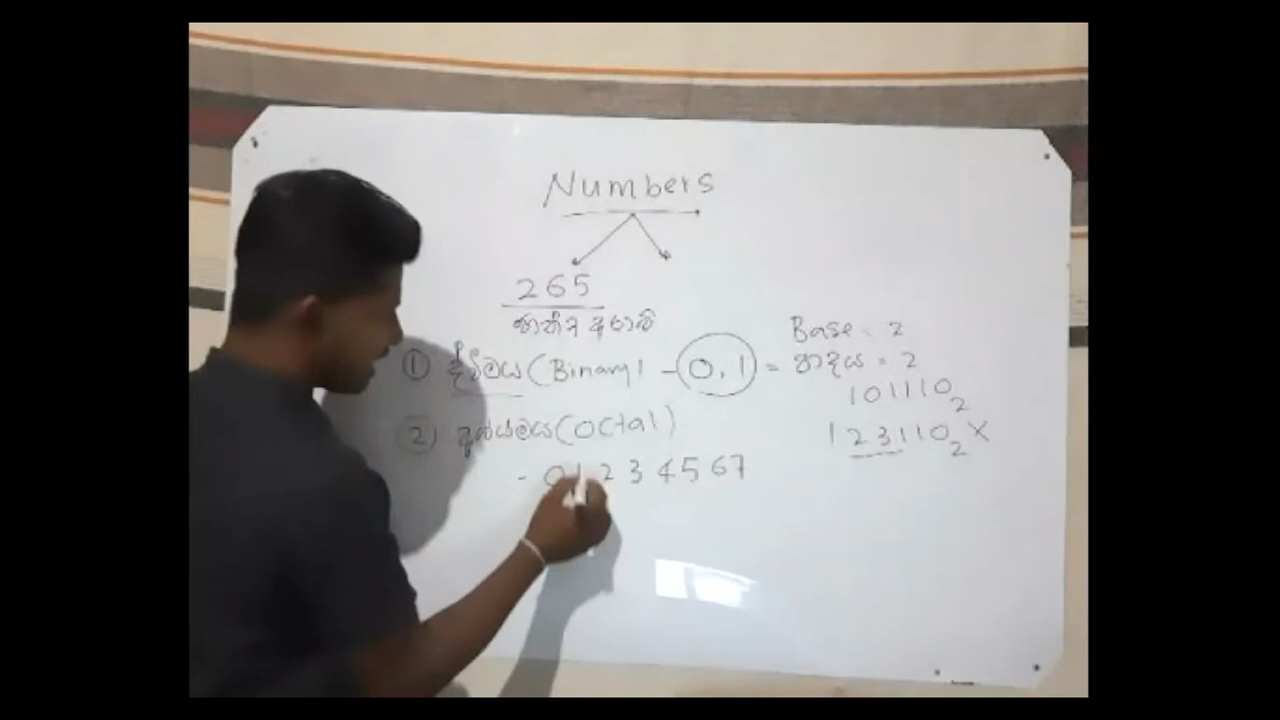 Numbers
265
① ද්විමය (Binary) - 0, 1 = Base = 2
පාදය = 2
101110₂
123110₂ X
2) අෂ්ඨමය (Octal)
- 0 1 2 3 4 5 6 7